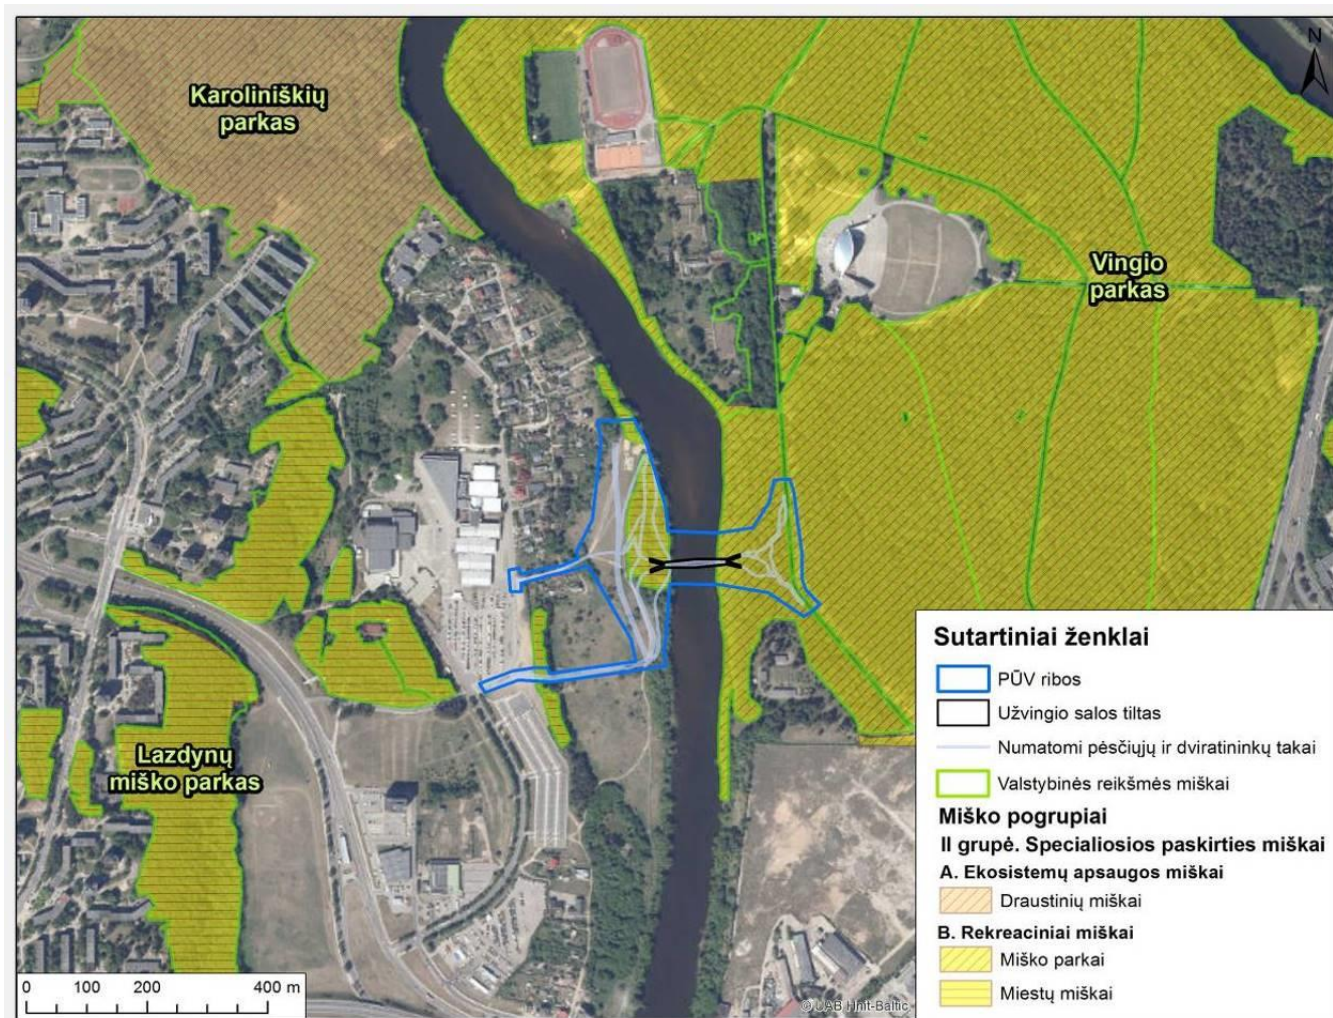 N
Karoliniškių
parkas
Vingio
parkas
Lazdynų
miško parkas
Sutartiniai ženklai
PŪV ribos
Užvingio salos tiltas
Numatomi pėsčiųjų ir dviratininkų takai
Valstybinės reikšmės miškai
Miško pogrupiai
II grupė. Specialiosios paskirties miškai
A. Ekosistemų apsaugos miškai
Draustinių miškai
B. Rekreaciniai miškai
Miško parkai
Miestų miškai
0 100 200 400 m
© UAB Hnit-Baltic